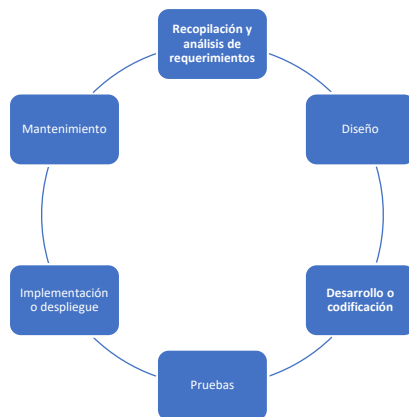 Recopilación y
análisis de
requerimientos
Diseño
Desarrollo o
codificación
Pruebas
Implementación
o despliegue
Mantenimiento